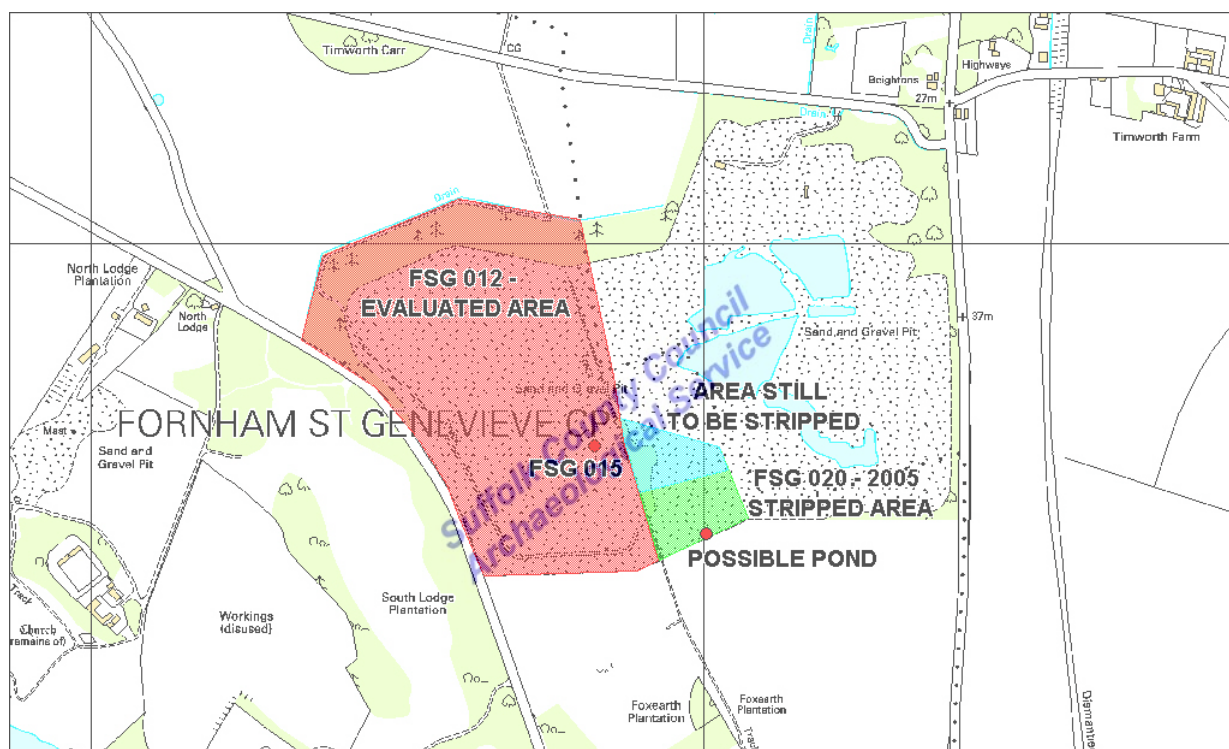 Timworth Carr
CG
Drain
Beightons
Highways
27m
Drain
Timworth Farm
Drain
North Lodge
Plantation
North
Lodge
FSG 012 -
EVALUATED AREA
37m
Sand and Gravel Pit
Sand and Gravel Pit
AREA STILL
TO BE STRIPPED
FORNHAM ST GENEVIEVE C
Mast
Sand and
Gravel Pit
FSG 015
FSG 020 - 2005
STRIPPED AREA
POSSIBLE POND
Suffolk County Council
Archaeological Service
Track
Church
(remains of)
Workings
(disused)
South Lodge
Plantation
Foxearth
Plantation
Foxearth
Plantation
Track